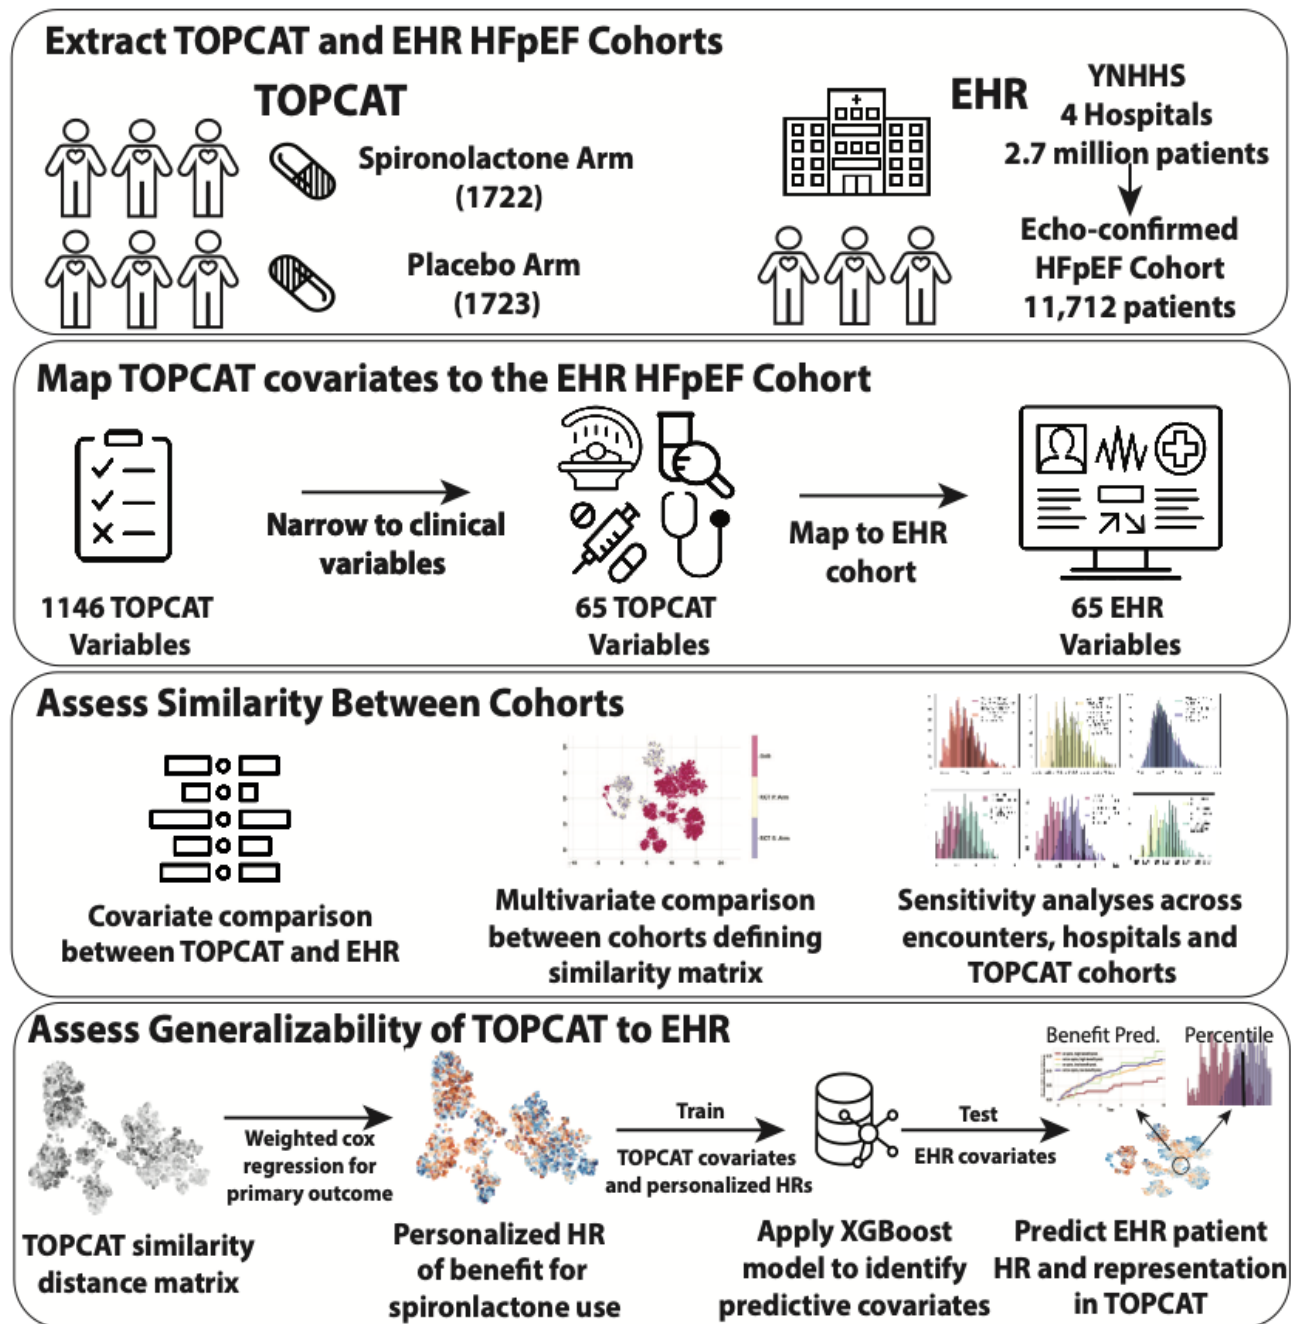 Extract TOPCAT and EHR HFpEF Cohorts
TOPCAT
Spironolactone Arm
(1722)
Placebo Arm
(1723)
EHR
YNHHS
4 Hospitals
2.7 million patients
Echo-confirmed
HFpEF Cohort
11,712 patients
Map TOPCAT covariates to the EHR HFpEF Cohort
1146 TOPCAT
Variables
Narrow to clinical
variables
65 TOPCAT
Variables
Map to EHR
cohort
65 EHR
Variables
Assess Similarity Between Cohorts
Covariate comparison
between TOPCAT and EHR
Multivariate comparison
between cohorts defining
similarity matrix
Sensitivity analyses across
encounters, hospitals and
TOPCAT cohorts
Assess Generalizability of TOPCAT to EHR
TOPCAT similarity
distance matrix
Weighted cox
regression for
primary outcome
Personalized HR
of benefit for
spironlactone use
Train
TOPCAT covariates
and personalized HRs
Apply XGBoost
model to identify
predictive covariates
Test
EHR covariates
Benefit Pred.
Percentile
Predict EHR patient
HR and representation
in TOPCAT